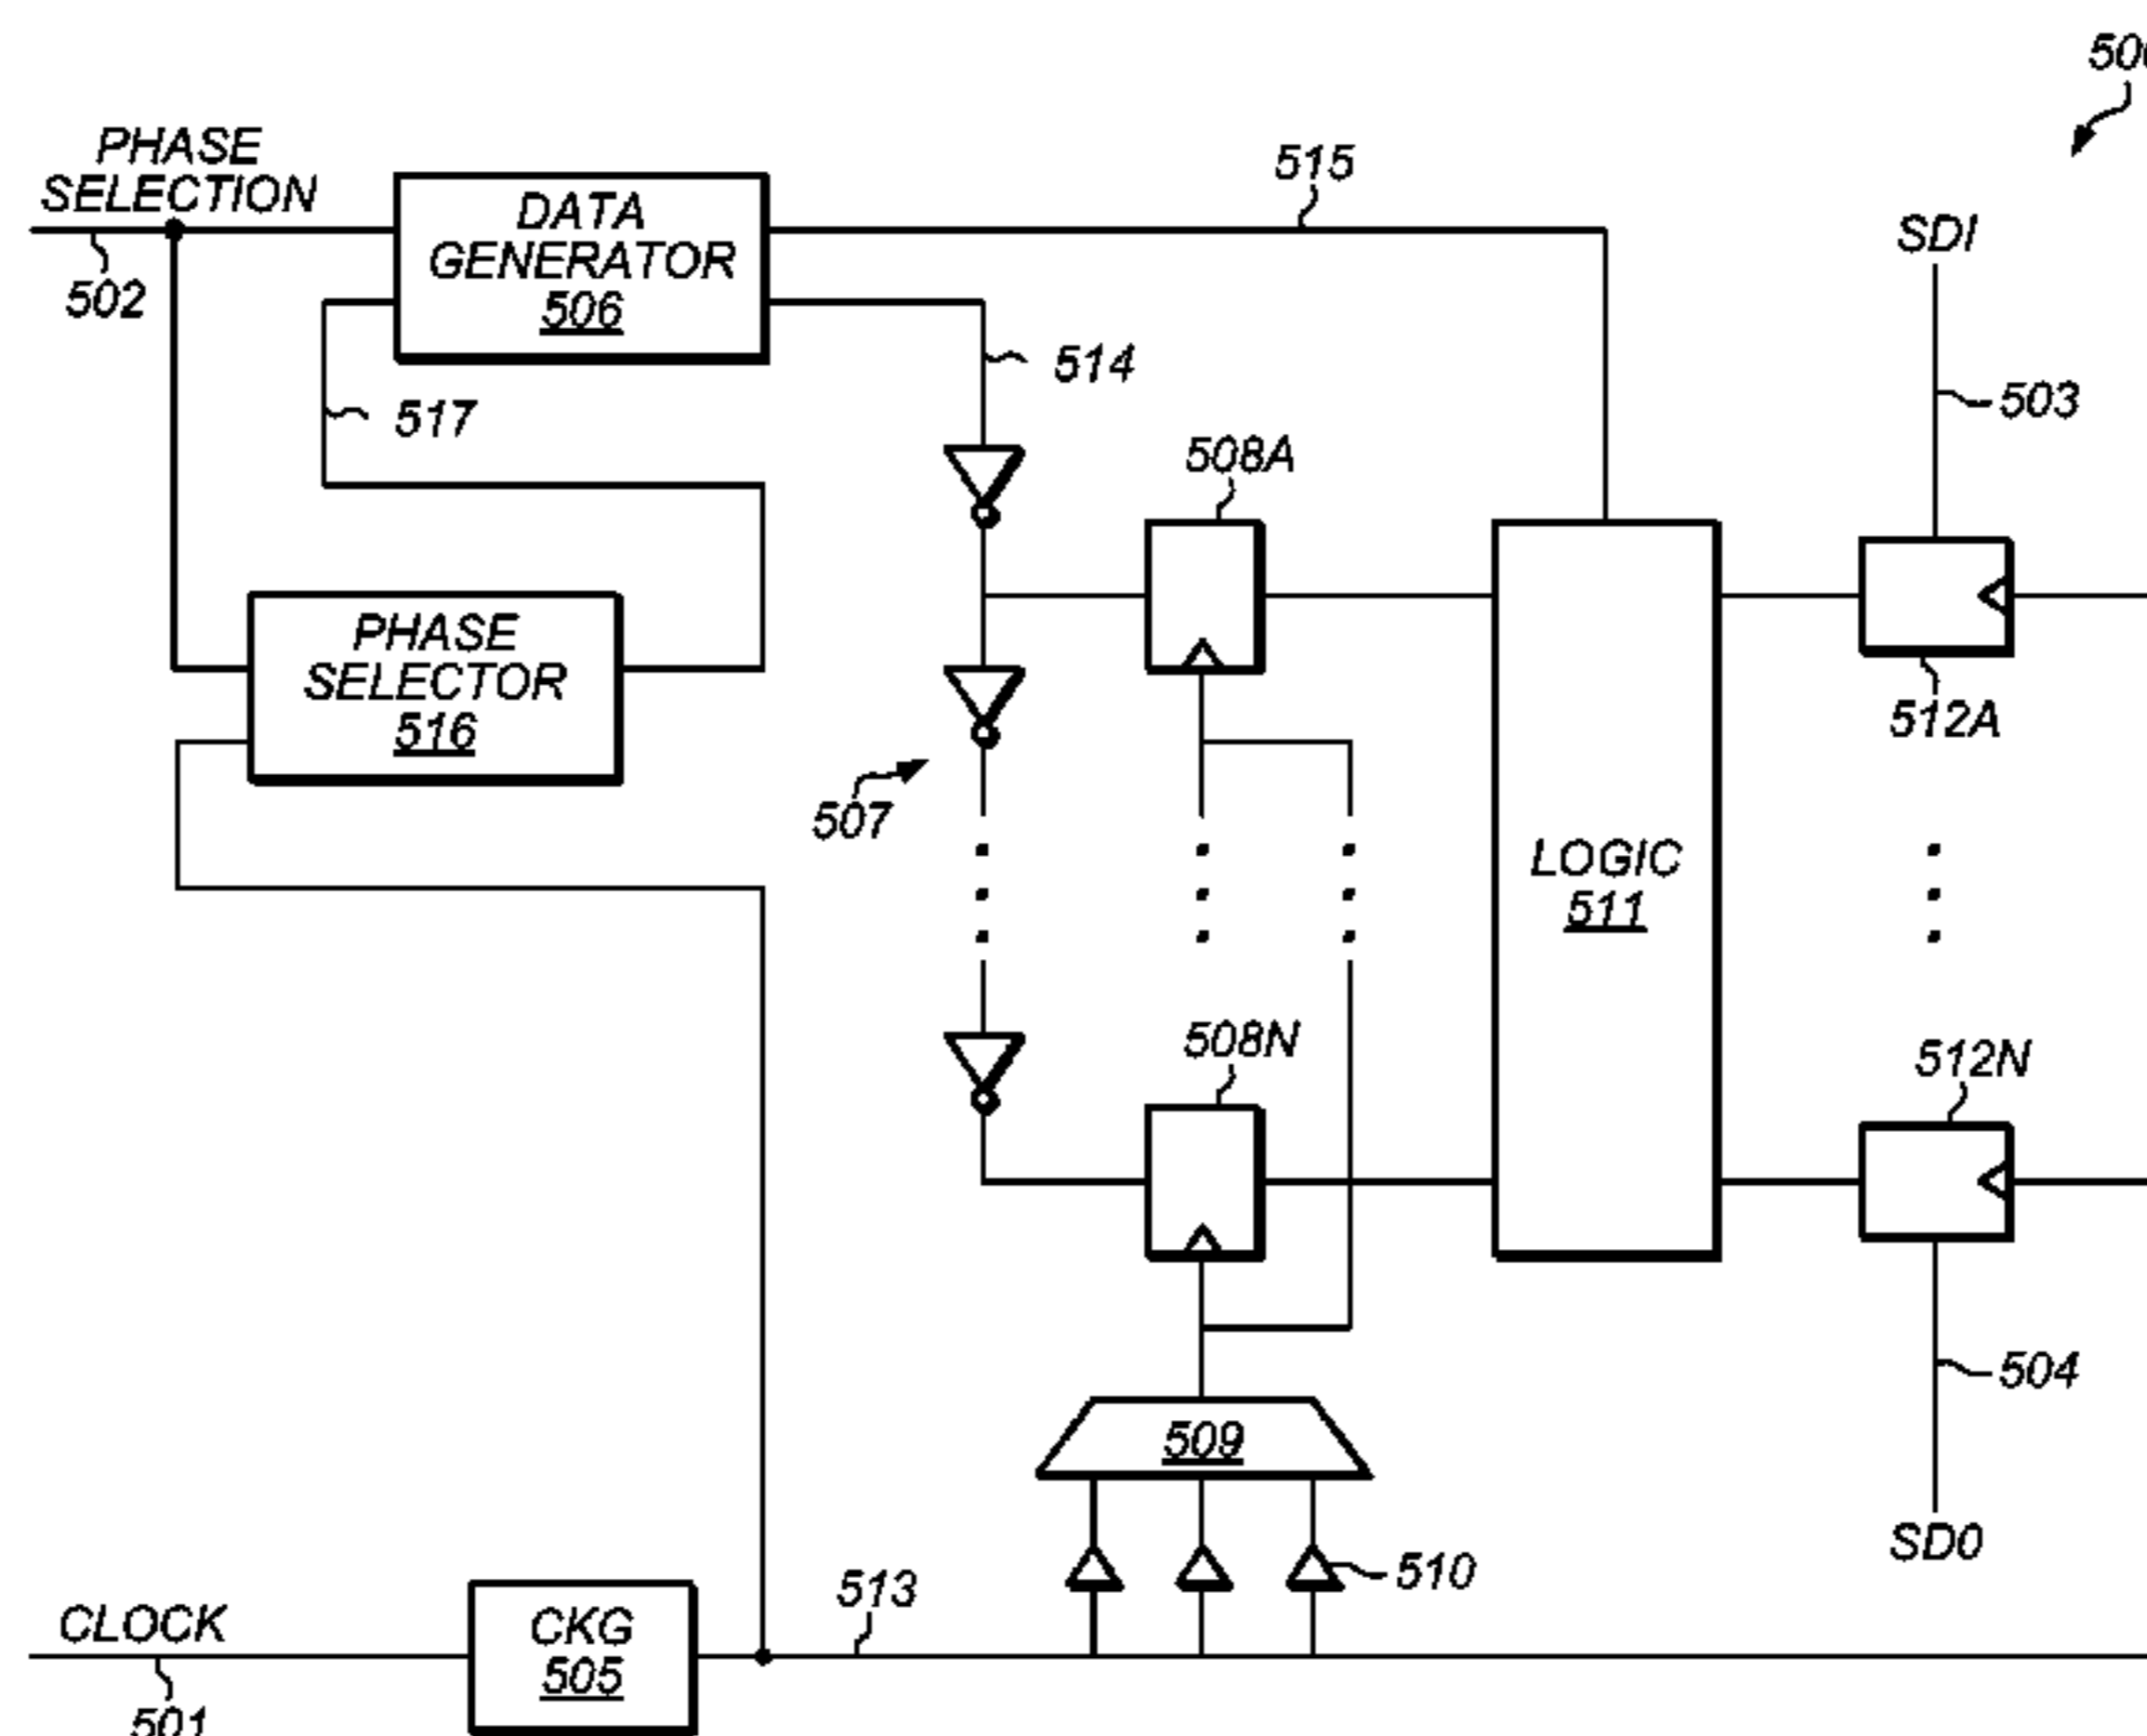 500
PHASE
SELECTION
502
DATA
GENERATOR
506
515
SDI
514
517
503
508A
PHASE
SELECTOR
516
512A
507
LOGIC
511
508N
512N
504
509
SD0
510
513
CLOCK
CKG
505
501